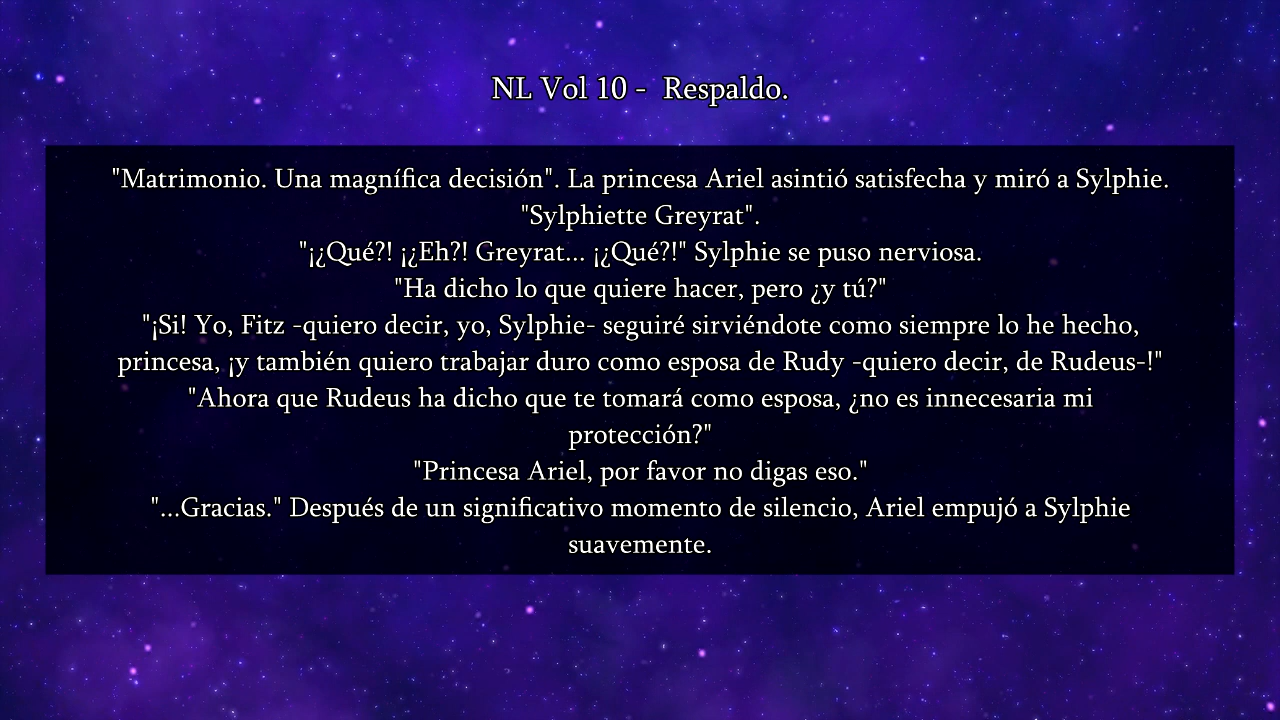 NL Vol 10 -  Respaldo.
"Matrimonio. Una magnífica decisión". La princesa Ariel asintió satisfecha y miró a Sylphie.
"Sylphiette Greyrat".
"¡¿Qué?! ¡¿Eh?! Greyrat... ¡¿Qué?!" Sylphie se puso nerviosa.
"Ha dicho lo que quiere hacer, pero ¿y tú?"
"¡Si! Yo, Fitz -quiero decir, yo, Sylphie- seguiré sirviéndote como siempre lo he hecho,
princesa, ¡y también quiero trabajar duro como esposa de Rudy -quiero decir, de Rudeus-!"
"Ahora que Rudeus ha dicho que te tomará como esposa, ¿no es innecesaria mi
protección?"
"Princesa Ariel, por favor no digas eso."
"...Gracias." Después de un significativo momento de silencio, Ariel empujó a Sylphie
suavemente.